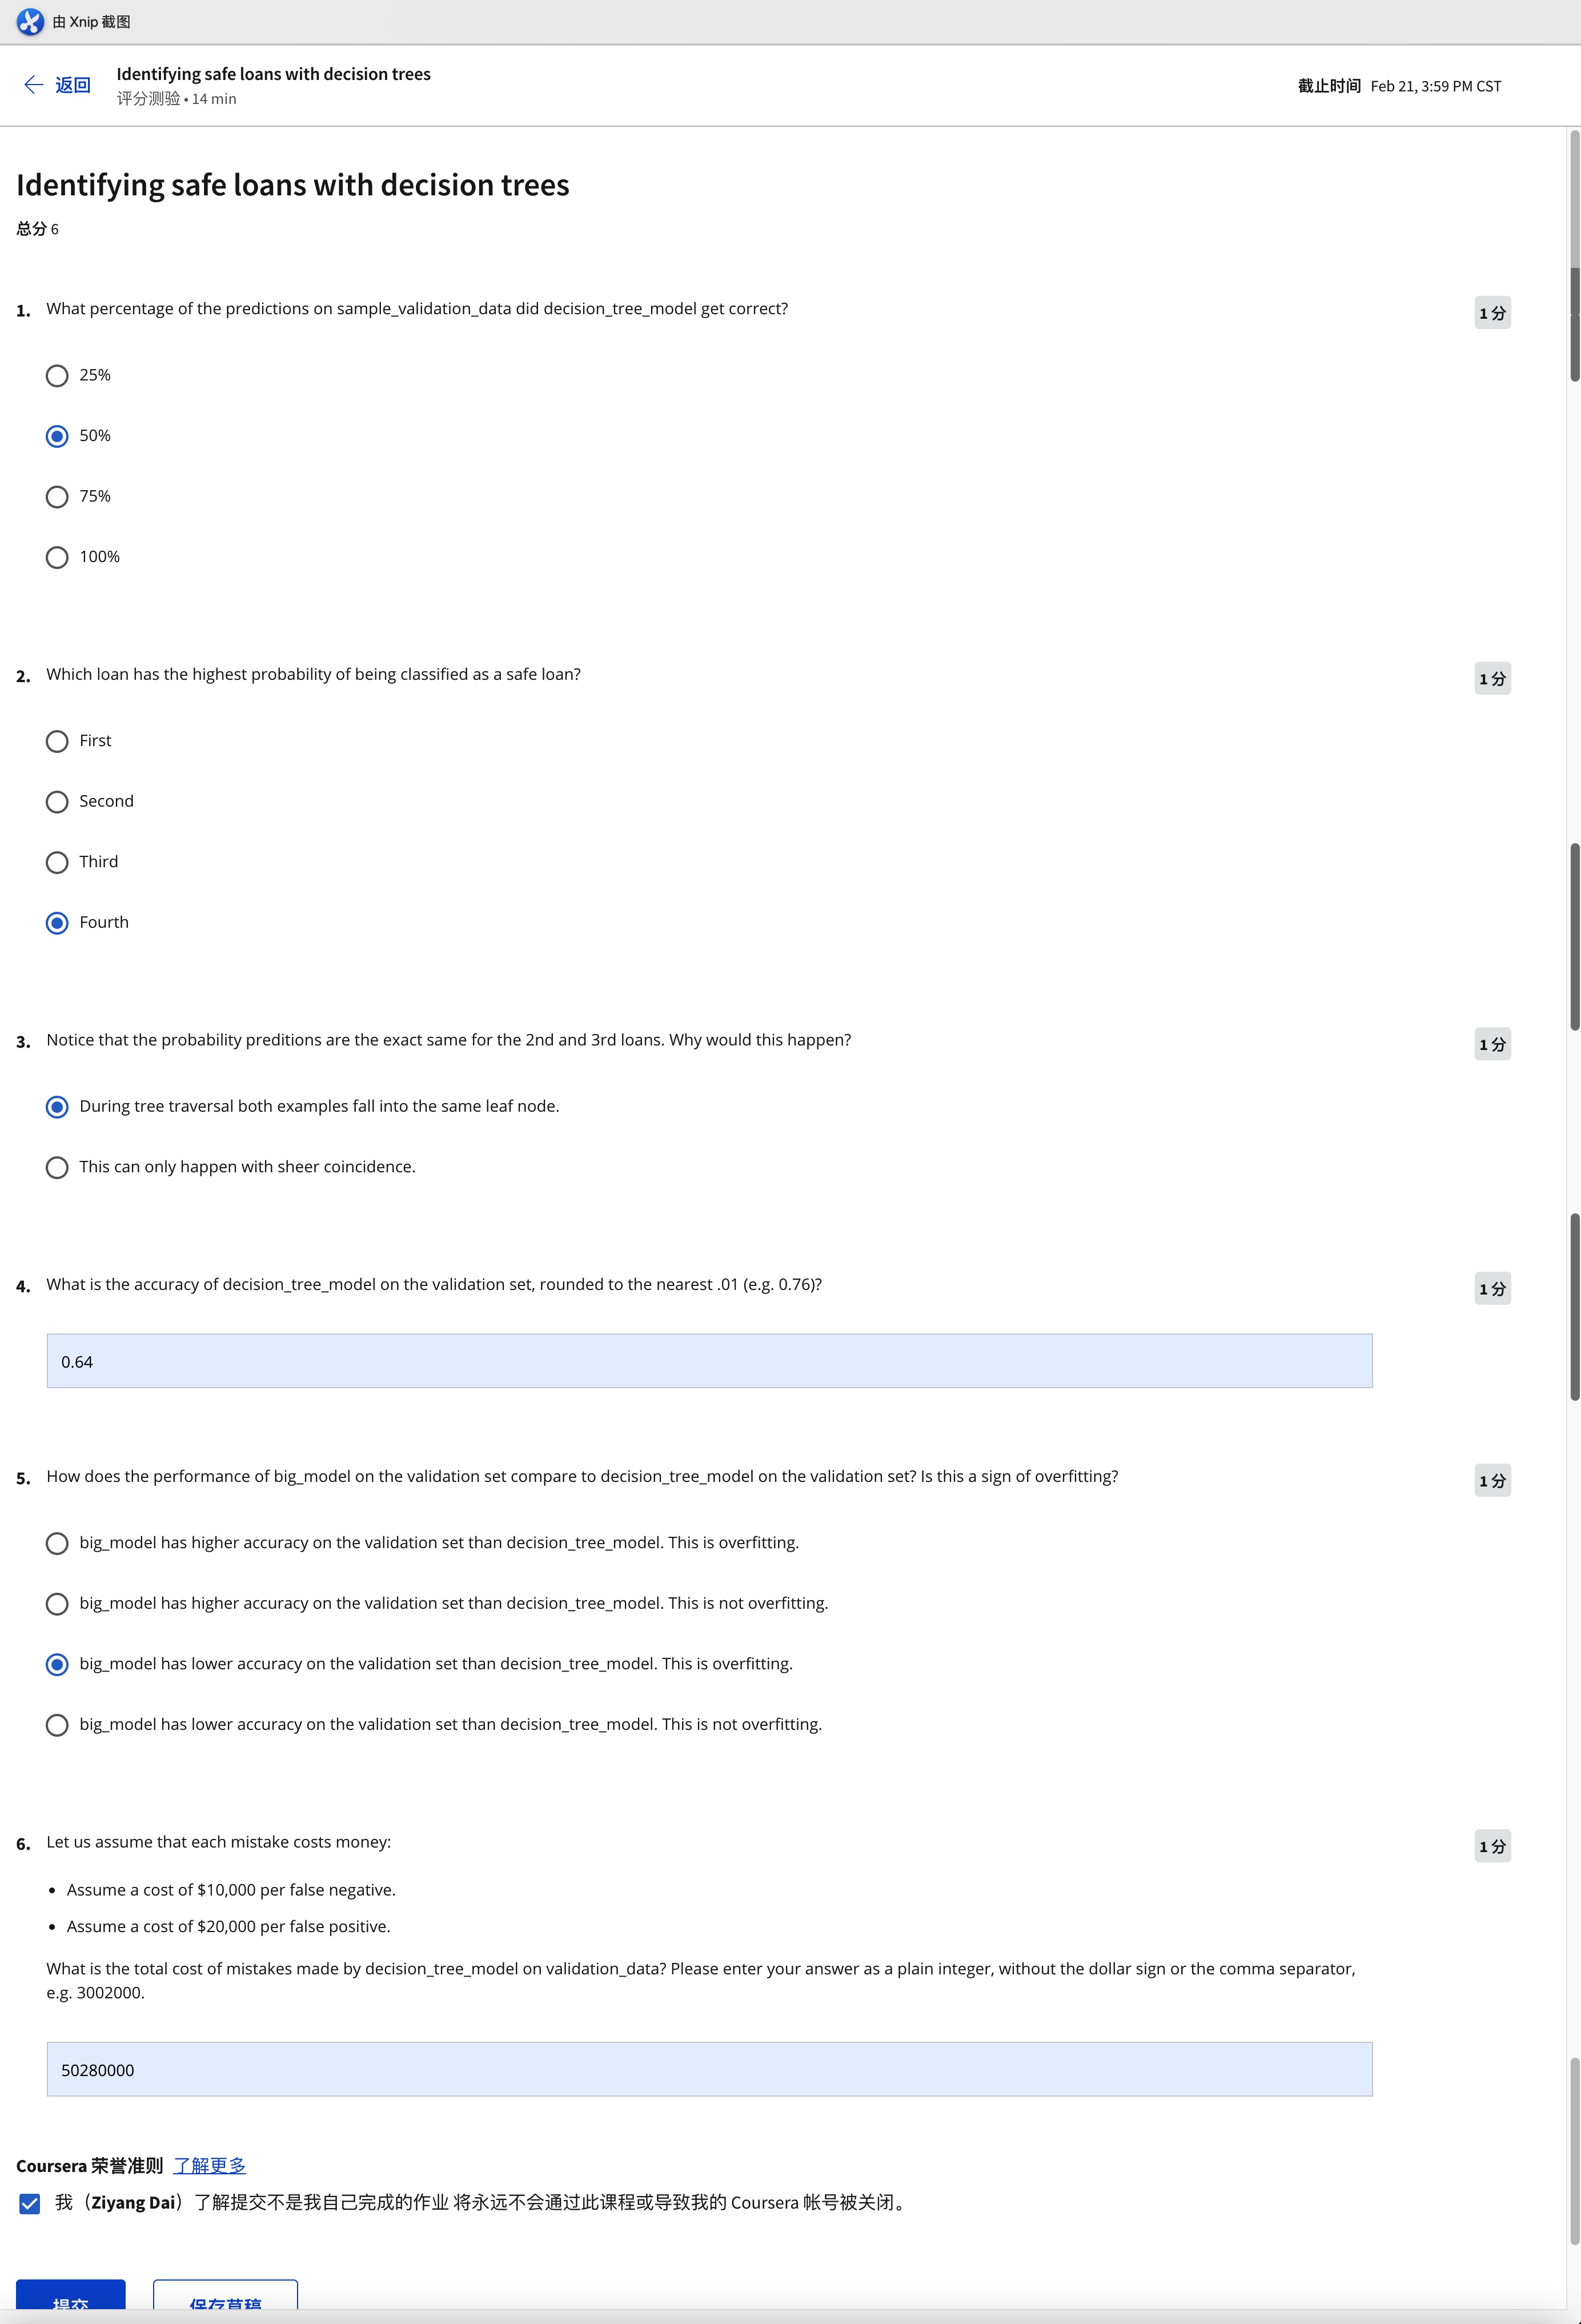 由 Xnip 截图
返回
Identifying safe loans with decision trees
评分测验 • 14 min
截止时间 Feb 21, 3:59 PM CST
Identifying safe loans with decision trees
总分 6
1. What percentage of the predictions on sample_validation_data did decision_tree_model get correct?
1 分
25%
50%
75%
100%
2. Which loan has the highest probability of being classified as a safe loan?
1 分
First
Second
Third
Fourth
3. Notice that the probability preditions are the exact same for the 2nd and 3rd loans. Why would this happen?
1 分
During tree traversal both examples fall into the same leaf node.
This can only happen with sheer coincidence.
4. What is the accuracy of decision_tree_model on the validation set, rounded to the nearest .01 (e.g. 0.76)?
1 分
0.64
5. How does the performance of big_model on the validation set compare to decision_tree_model on the validation set? Is this a sign of overfitting?
1 分
big_model has higher accuracy on the validation set than decision_tree_model. This is overfitting.
big_model has higher accuracy on the validation set than decision_tree_model. This is not overfitting.
big_model has lower accuracy on the validation set than decision_tree_model. This is overfitting.
big_model has lower accuracy on the validation set than decision_tree_model. This is not overfitting.
6. Let us assume that each mistake costs money:
1 分
• Assume a cost of $10,000 per false negative.
• Assume a cost of $20,000 per false positive.
What is the total cost of mistakes made by decision_tree_model on validation_data? Please enter your answer as a plain integer, without the dollar sign or the comma separator,
e.g. 3002000.
50280000
Coursera 荣誉准则 了解更多
我（Ziyang Dai）了解提交不是我自己完成的作业 将永远不会通过此课程或导致我的 Coursera 帐号被关闭。
提交
保存草稿